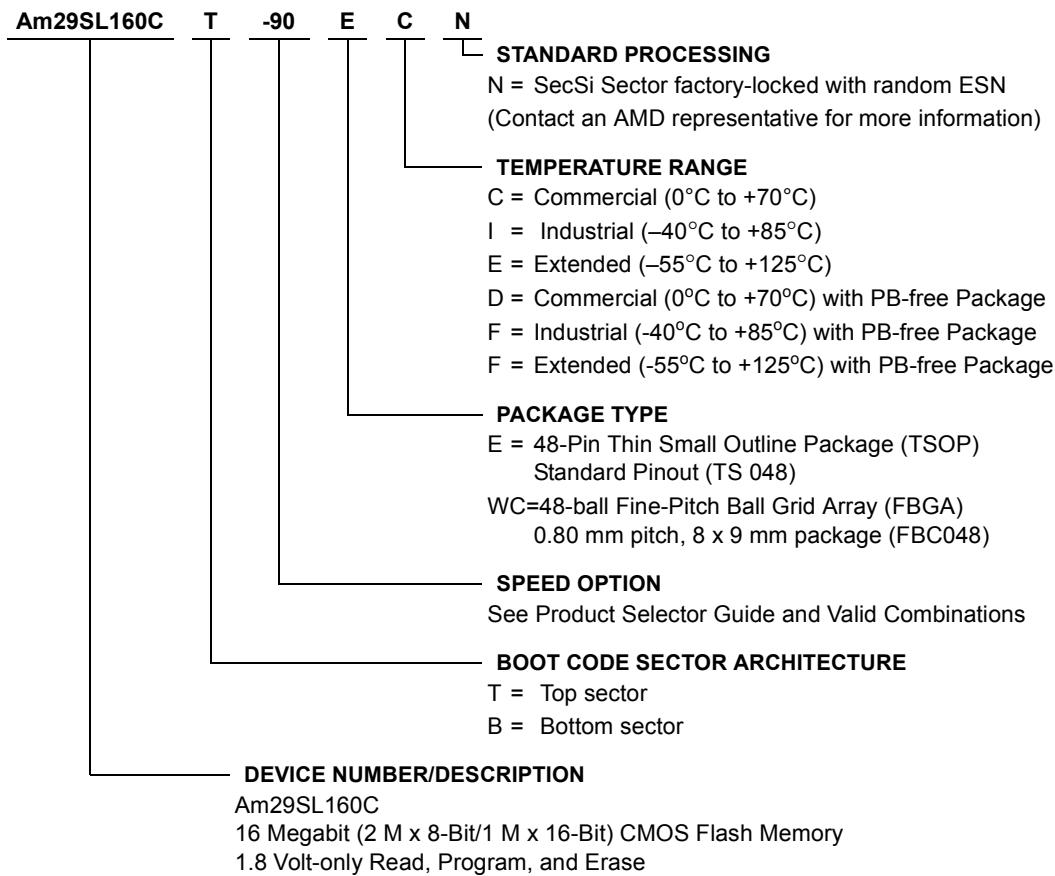 Am29SL160C T -90 E C N
STANDARD PROCESSING
N = SecSi Sector factory-locked with random ESN
(Contact an AMD representative for more information)
TEMPERATURE RANGE
C = Commercial (0°C to +70°C)
I = Industrial (–40°C to +85°C)
E = Extended (–55°C to +125°C)
D = Commercial (0ºC to +70ºC) with PB-free Package
F = Industrial (-40ºC to +85ºC) with PB-free Package
F = Extended (-55ºC to +125ºC) with PB-free Package
PACKAGE TYPE
E = 48-Pin Thin Small Outline Package (TSOP)
Standard Pinout (TS 048)
WC=48-ball Fine-Pitch Ball Grid Array (FBGA)
0.80 mm pitch, 8 x 9 mm package (FBC048)
SPEED OPTION
See Product Selector Guide and Valid Combinations
BOOT CODE SECTOR ARCHITECTURE
T = Top sector
B = Bottom sector
DEVICE NUMBER/DESCRIPTION
Am29SL160C
16 Megabit (2 M x 8-Bit/1 M x 16-Bit) CMOS Flash Memory
1.8 Volt-only Read, Program, and Erase